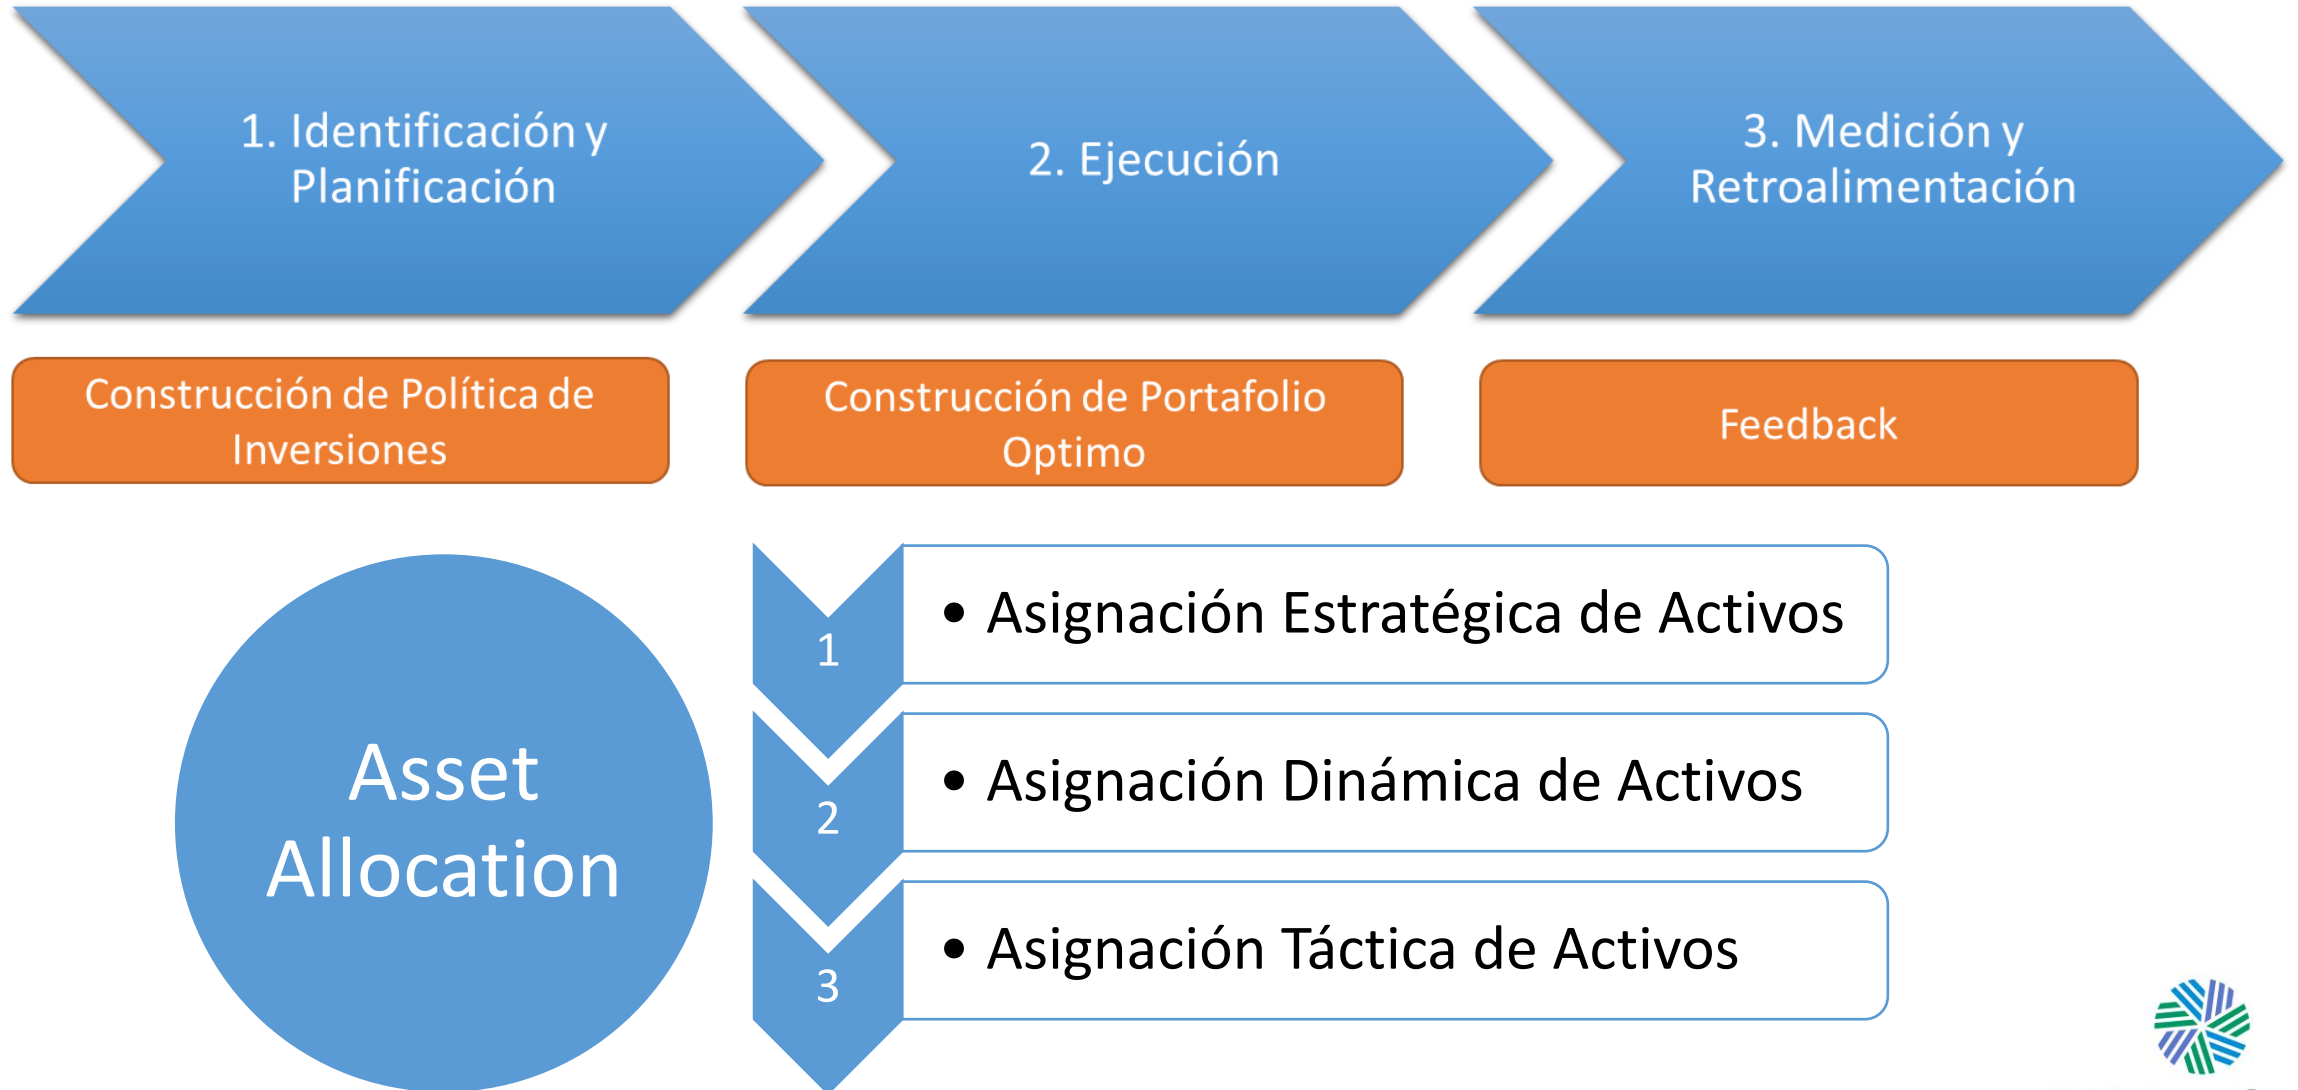 1. Identificación y
Planificación
2. Ejecución
3. Medición y
Retroalimentación
Construcción de Política de
Inversiones
Construcción de Portafolio
Optimo
Feedback
Asset
Allocation
1
• Asignación Estratégica de Activos
2
• Asignación Dinámica de Activos
3
• Asignación Táctica de Activos